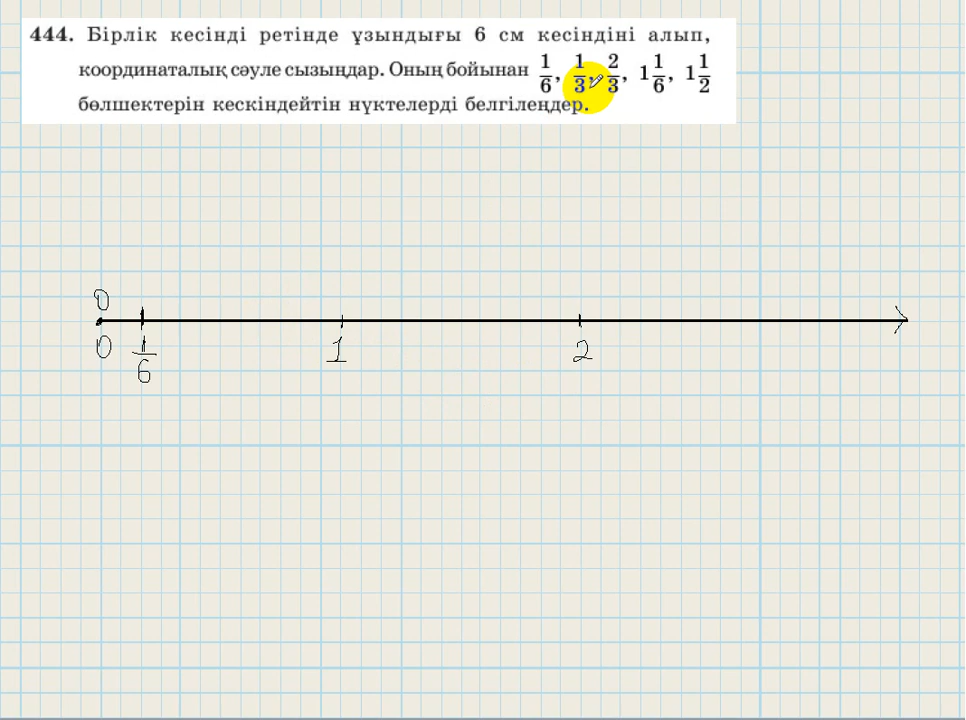 444. Бірлік кесінді ретінде ұзындығы 6 см кесіндіні алып,
координаталық сәуле сызыңдар. Оның бойынан 1/6, 1/3, 2/3, 1 1/6, 1 1/2
бөлшектерін кескіндейтін нүктелерді белгілеңдер.
0
0 1/6 1 2